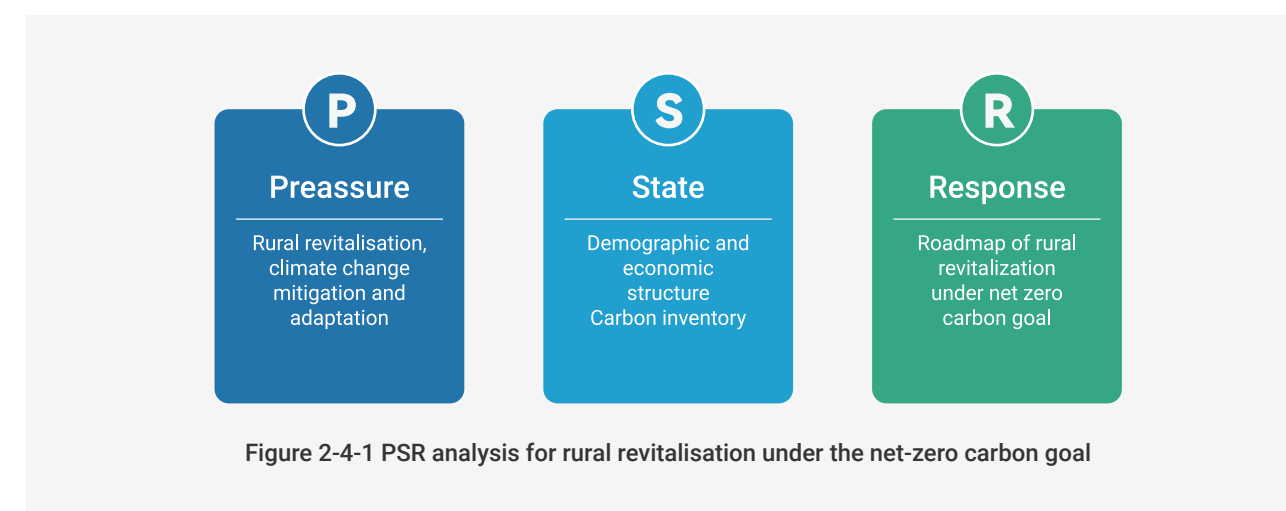 P
Preassure
Rural revitalisation,
climate change
mitigation and
adaptation
S
State
Demographic and
economic
structure
Carbon inventory
R
Response
Roadmap of rural
revitalization
under net zero
carbon goal
Figure 2-4-1 PSR analysis for rural revitalisation under the net-zero carbon goal